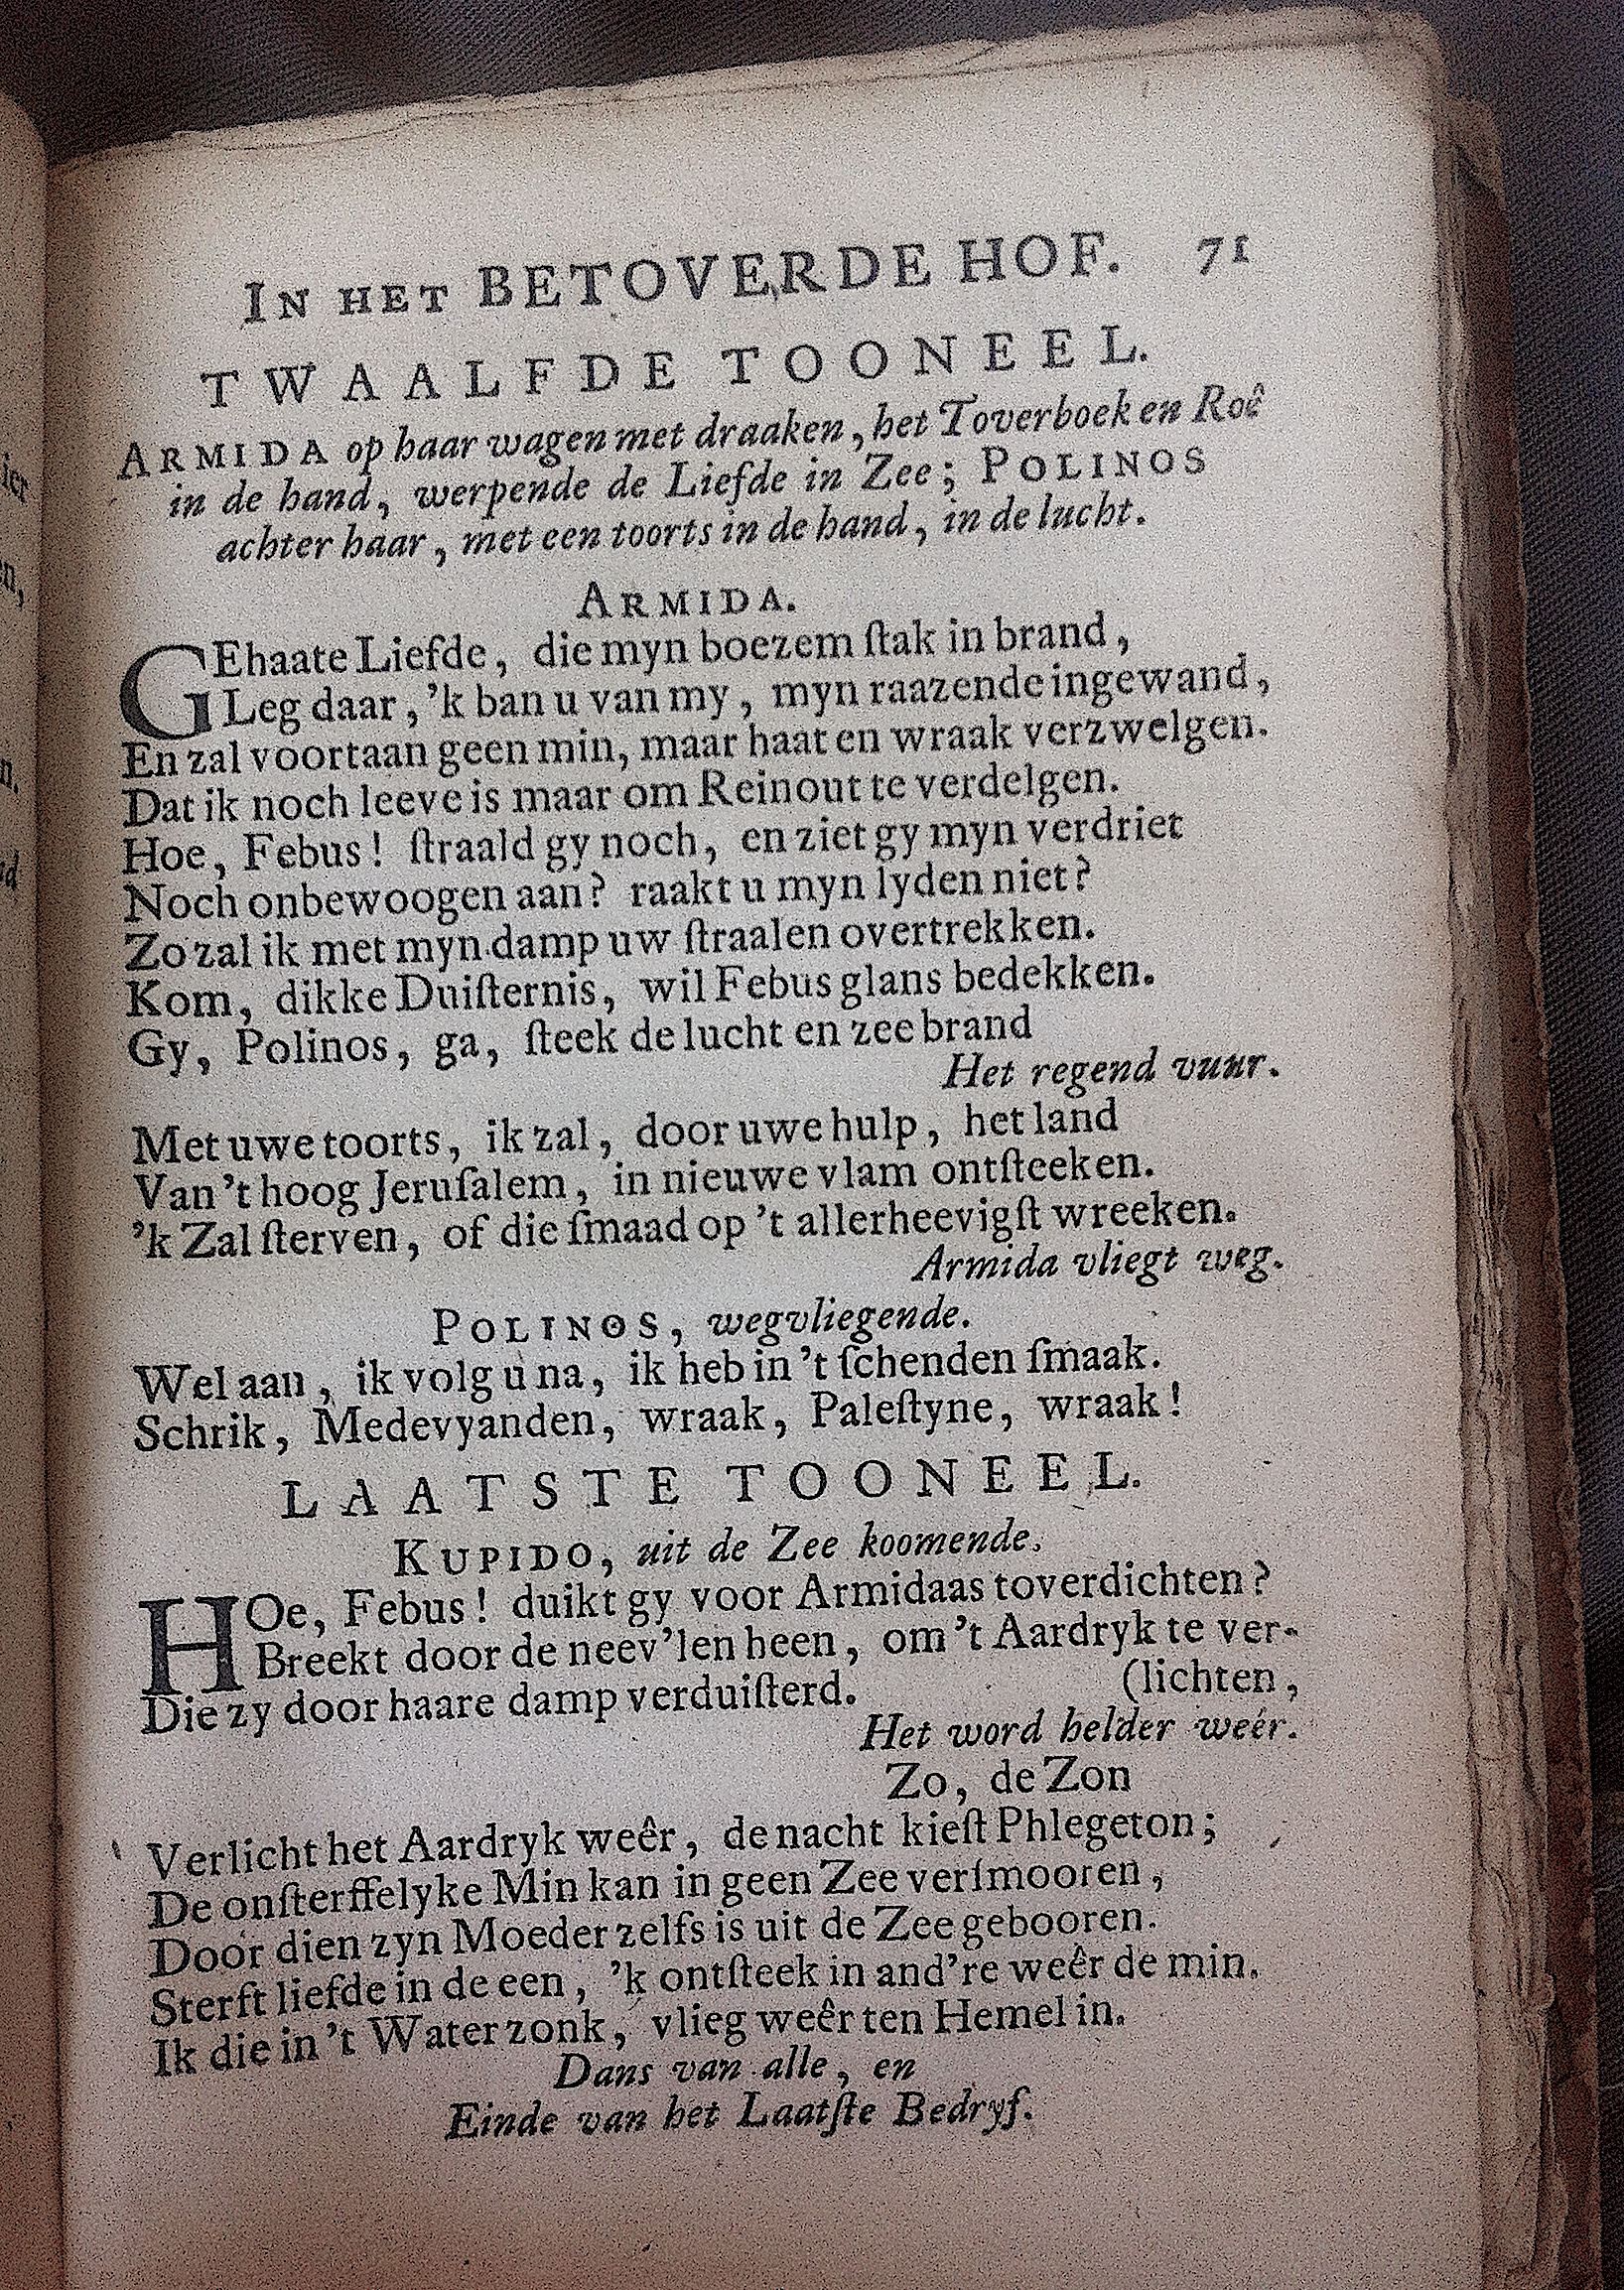 IN HET BETOVERDE HOF. 71
TWAALFDE TOONEEL.
ARMIDA op haar wagen met draaken, het Toverboek en Roê
in de hand, werpende de Liefde in Zee; POLINOS
achter haar, met een toorts in de hand, in de lucht.
ARMIDA.
GEhaate Liefde, die myn boezem ſtak in brand,
Leg daar, 'k ban u van my, myn raazende ingewand,
En zal voortaan geen min, maar haat en wraak verzwelgen.
Dat ik noch leeve is maar om Reinout te verdelgen.
Hoe, Febus! ſtraald gy noch, en ziet gy myn verdriet
Noch onbewoogen aan? raakt u myn lyden niet?
Zo zal ik met myn damp uw ſtraalen overtrekken.
Kom, dikke Duiſternis, wil Febus glans bedekken.
Gy, Polinos, ga, ſteek de lucht en zee brand
Het regend vuur.
Met uwe toorts, ik zal, door uwe hulp, het land
Van 't hoog Jeruſalem, in nieuwe vlam ontſteeken.
'k Zal ſterven, of die ſmaad op 't allerheevigſt wreeken.
Armida vliegt weg.
POLINOS, wegvliegende.
Wel aan, ik volg u na, ik heb in 't ſchenden ſmaak.
Schrik, Medevyanden, wraak, Paleſtyne, wraak!
LAATSTE TOONEEL.
KUPIDO, uit de Zee koomende.
HOe, Febus! duikt gy voor Armidaas toverdichten?
Breekt door de neev'len heen, om 't Aardryk te ver-
(lichten,
Die zy door haare damp verduiſterd.
Het word helder weêr.
Zo, de Zon
Verlicht het Aardryk weêr, de nacht kieſt Phlegeton;
De onſterffelyke Min kan in geen Zee verſmooren,
Door dien zyn Moeder zelfs is uit de Zee gebooren.
Sterft liefde in de een, 'k ontſteek in and're weêr de min.
Ik die in 't Water zonk, vlieg weêr ten Hemel in.
Dans van alle, en
Einde van het Laatſte Bedryf.